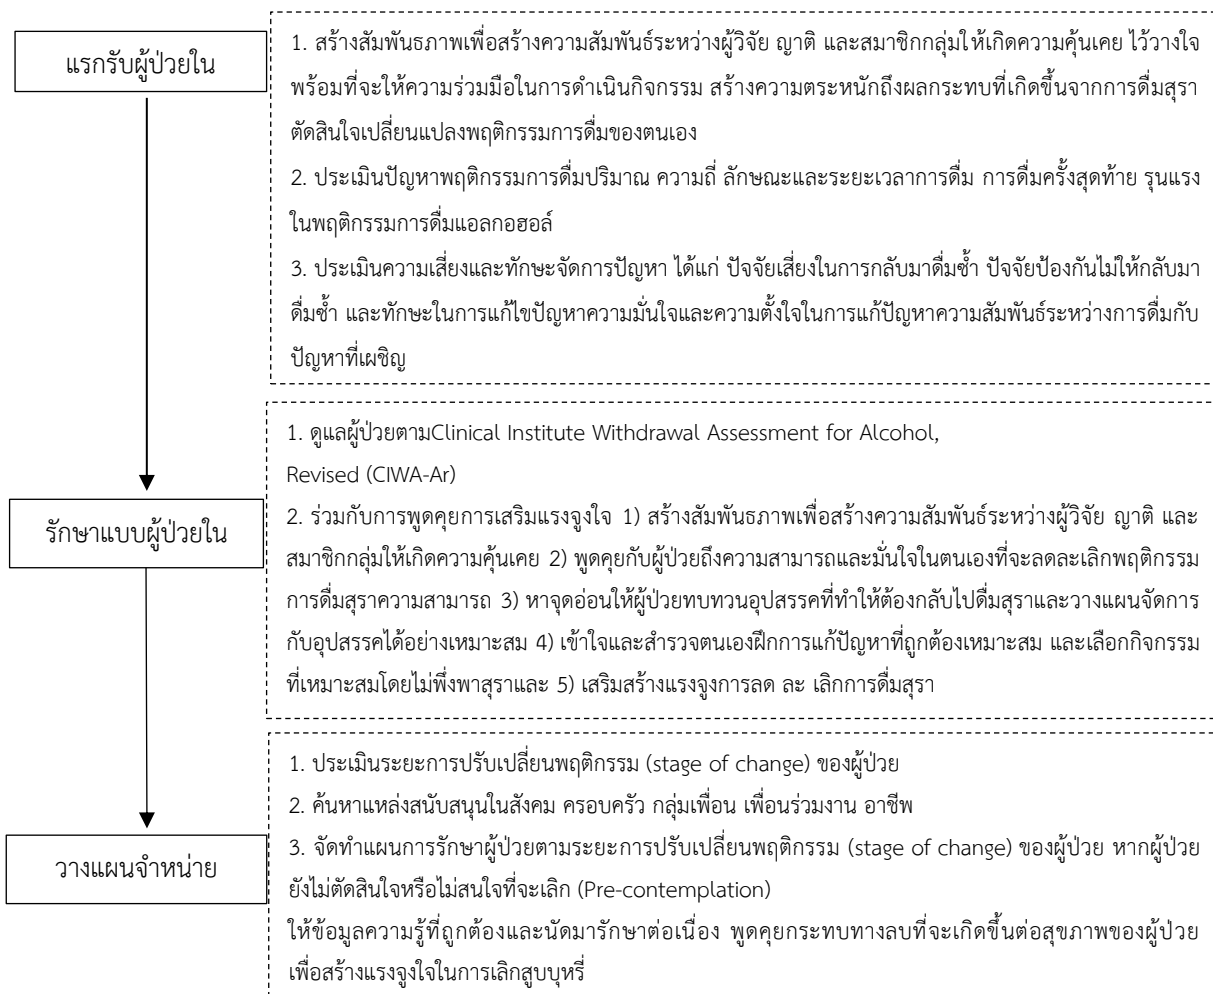 แรกรับผู้ป่วยใน
1. สร้างสัมพันธภาพเพื่อสร้างความสัมพันธ์ระหว่างผู้วิจัย ญาติ และสมาชิกกลุ่มให้เกิดความคุ้นเคย ไว้วางใจ
พร้อมที่จะให้ความร่วมมือในการดำเนินกิจกรรม สร้างความตระหนักถึงผลกระทบที่เกิดขึ้นจากการดื่มสุรา
ตัดสินใจเปลี่ยนแปลงพฤติกรรมการดื่มของตนเอง
2. ประเมินปัญหาพฤติกรรมการดื่มปริมาณ ความถี่ ลักษณะและระยะเวลาการดื่ม การดื่มครั้งสุดท้าย รุนแรง
ในพฤติกรรมการดื่มแอลกอฮอล์
3. ประเมินความเสี่ยงและทักษะจัดการปัญหา ได้แก่ ปัจจัยเสี่ยงในการกลับมาดื่มซ้ำ ปัจจัยป้องกันไม่ให้กลับมา
ดื่มซ้ำ และทักษะในการแก้ไขปัญหาความมั่นใจและความตั้งใจในการแก้ปัญหาความสัมพันธ์ระหว่างการดื่มกับ
ปัญหาที่เผชิญ
รักษาแบบผู้ป่วยใน
1. ดูแลผู้ป่วยตามClinical Institute Withdrawal Assessment for Alcohol,
Revised (CIWA-Ar)
2. ร่วมกับการพูดคุยการเสริมแรงจูงใจ 1) สร้างสัมพันธภาพเพื่อสร้างความสัมพันธ์ระหว่างผู้วิจัย ญาติ และ
สมาชิกกลุ่มให้เกิดความคุ้นเคย 2) พูดคุยกับผู้ป่วยถึงความสามารถและมั่นใจในตนเองที่จะลดละเลิกพฤติกรรม
การดื่มสุราความสามารถ 3) หาจุดอ่อนให้ผู้ป่วยทบทวนอุปสรรคที่ทำให้ต้องกลับไปดื่มสุราและวางแผนจัดการ
กับอุปสรรคได้อย่างเหมาะสม 4) เข้าใจและสำรวจตนเองฝึกการแก้ปัญหาที่ถูกต้องเหมาะสม และเลือกกิจกรรม
ที่เหมาะสมโดยไม่พึ่งพาสุราและ 5) เสริมสร้างแรงจูงการลด ละ เลิกการดื่มสุรา
วางแผนจำหน่าย
1. ประเมินระยะการปรับเปลี่ยนพฤติกรรม (stage of change) ของผู้ป่วย
2. ค้นหาแหล่งสนับสนุนในสังคม ครอบครัว กลุ่มเพื่อน เพื่อนร่วมงาน อาชีพ
3. จัดทำแผนการรักษาผู้ป่วยตามระยะการปรับเปลี่ยนพฤติกรรม (stage of change) ของผู้ป่วย หากผู้ป่วย
ยังไม่ตัดสินใจหรือไม่สนใจที่จะเลิก (Pre-contemplation)
ให้ข้อมูลความรู้ที่ถูกต้องและนัดมารักษาต่อเนื่อง พูดคุยกระทบทางลบที่จะเกิดขึ้นต่อสุขภาพของผู้ป่วย
เพื่อสร้างแรงจูงใจในการเลิกสูบบุหรี่